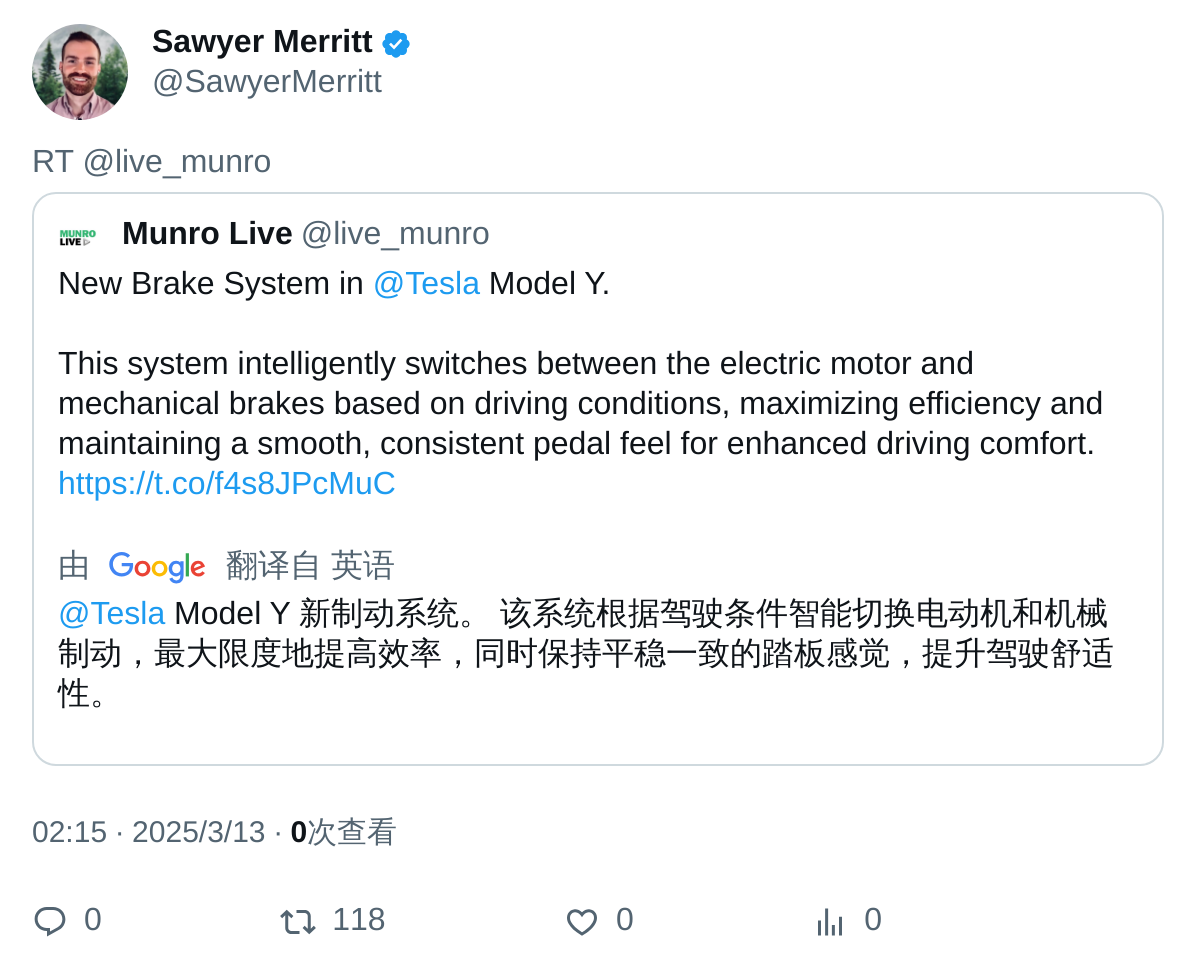 Sawyer Merritt
@SawyerMerritt
RT @live_munro
MUNRO
LIVE
Munro Live @live_munro
New Brake System in @Tesla Model Y.
This system intelligently switches between the electric motor and
mechanical brakes based on driving conditions, maximizing efficiency and
maintaining a smooth, consistent pedal feel for enhanced driving comfort.
https://t.co/f4s8JPcMuC
由 Google 翻译自 英语
@Tesla Model Y 新制动系统。 该系统根据驾驶条件智能切换电动机和机械
制动，最大限度地提高效率，同时保持平稳一致的踏板感觉，提升驾驶舒适
性。
02:15 · 2025/3/13 · 0次查看
0 118 0 0